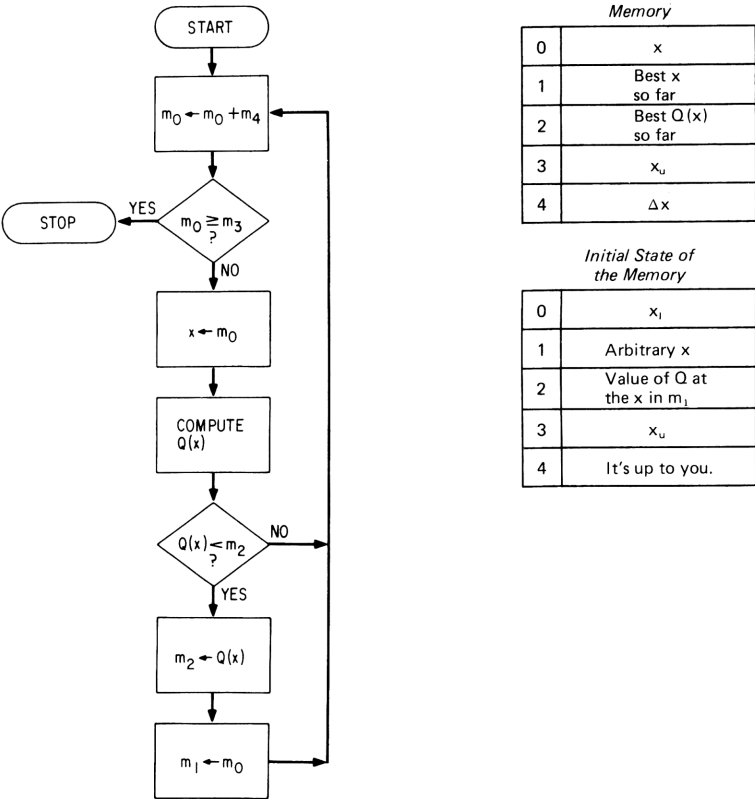 START
m₀ ← m₀ + m₄
m₀ ≧ m₃
?
YES
STOP
NO
x ← m₀
COMPUTE
Q(x)
Q(x) < m₂
?
NO
YES
m₂ ← Q(x)
m₁ ← m₀
Memory
0 x
1 Best x
so far
2 Best Q(x)
so far
3 xᵤ
4 Δx
Initial State of
the Memory
0 xₗ
1 Arbitrary x
2 Value of Q at
the x in m₁
3 xᵤ
4 It's up to you.